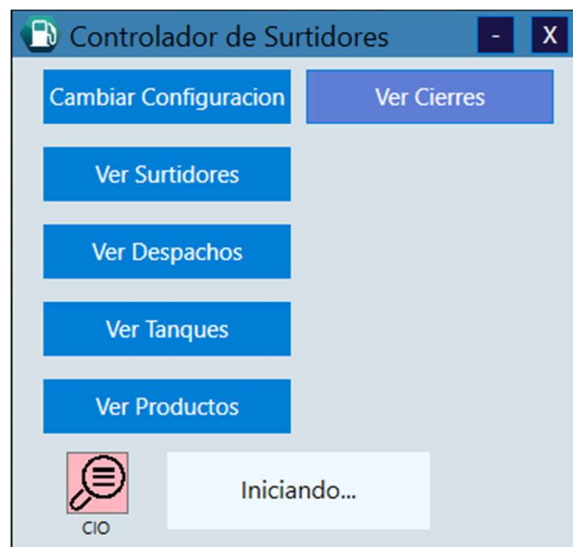 Controlador de Surtidores - X
Cambiar Configuracion Ver Cierres
Ver Surtidores
Ver Despachos
Ver Tanques
Ver Productos
Iniciando...
CIO